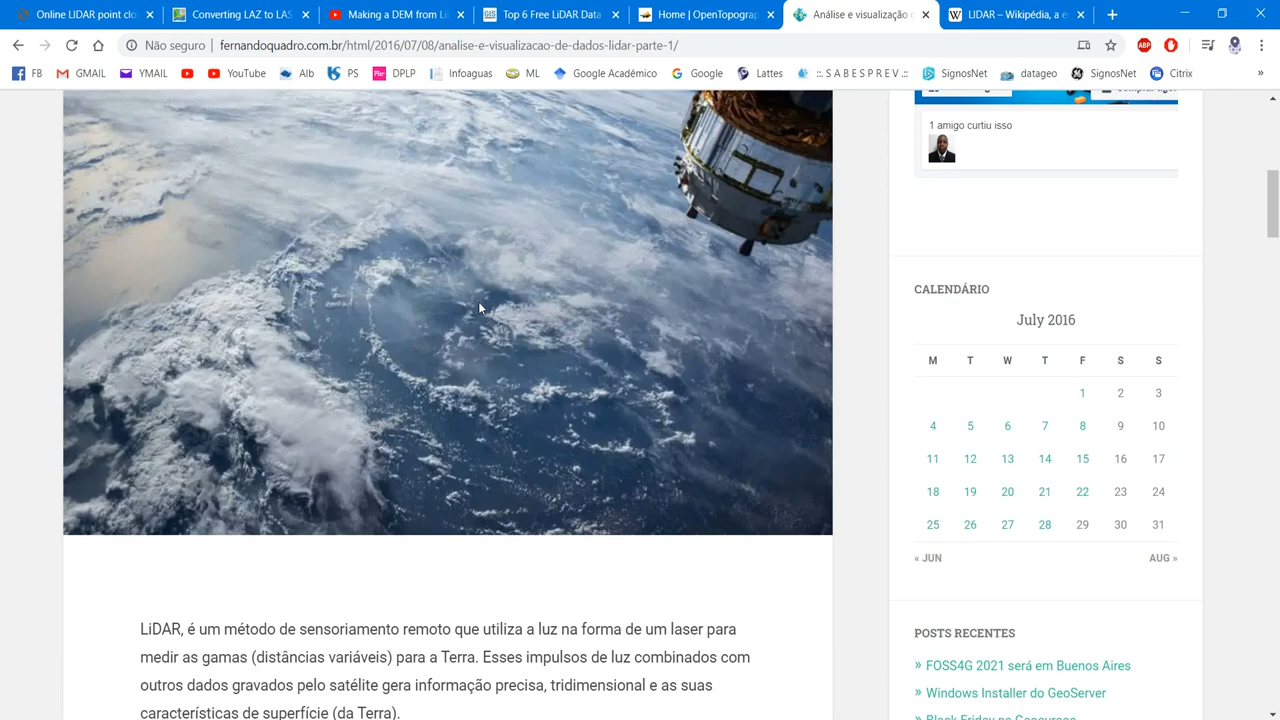 Online LIDAR point clo
Converting LAZ to LAS
Making a DEM from Li
Top 6 Free LiDAR Data
Home | OpenTopograp
Análise e visualização
LIDAR – Wikipédia, a e
Não seguro | fernandoquadro.com.br/html/2016/07/08/analise-e-visualizacao-de-dados-lidar-parte-1/
ABP
FB GMAIL YMAIL YouTube Alb PS DPLP Infoaguas ML Google Acadêmico Google Lattes .:: S A B E S P R E V .:: SignosNet datageo SignosNet Citrix »
1 amigo curtiu isso
CALENDÁRIO
July 2016
M T W T F S S
1 2 3
4 5 6 7 8 9 10
11 12 13 14 15 16 17
18 19 20 21 22 23 24
25 26 27 28 29 30 31
« JUN AUG »
LiDAR, é um método de sensoriamento remoto que utiliza a luz na forma de um laser para
medir as gamas (distâncias variáveis) para a Terra. Esses impulsos de luz combinados com
outros dados gravados pelo satélite gera informação precisa, tridimensional e as suas
características de superfície (da Terra).
POSTS RECENTES
» FOSS4G 2021 será em Buenos Aires
» Windows Installer do GeoServer
Black Friday na Geocursos